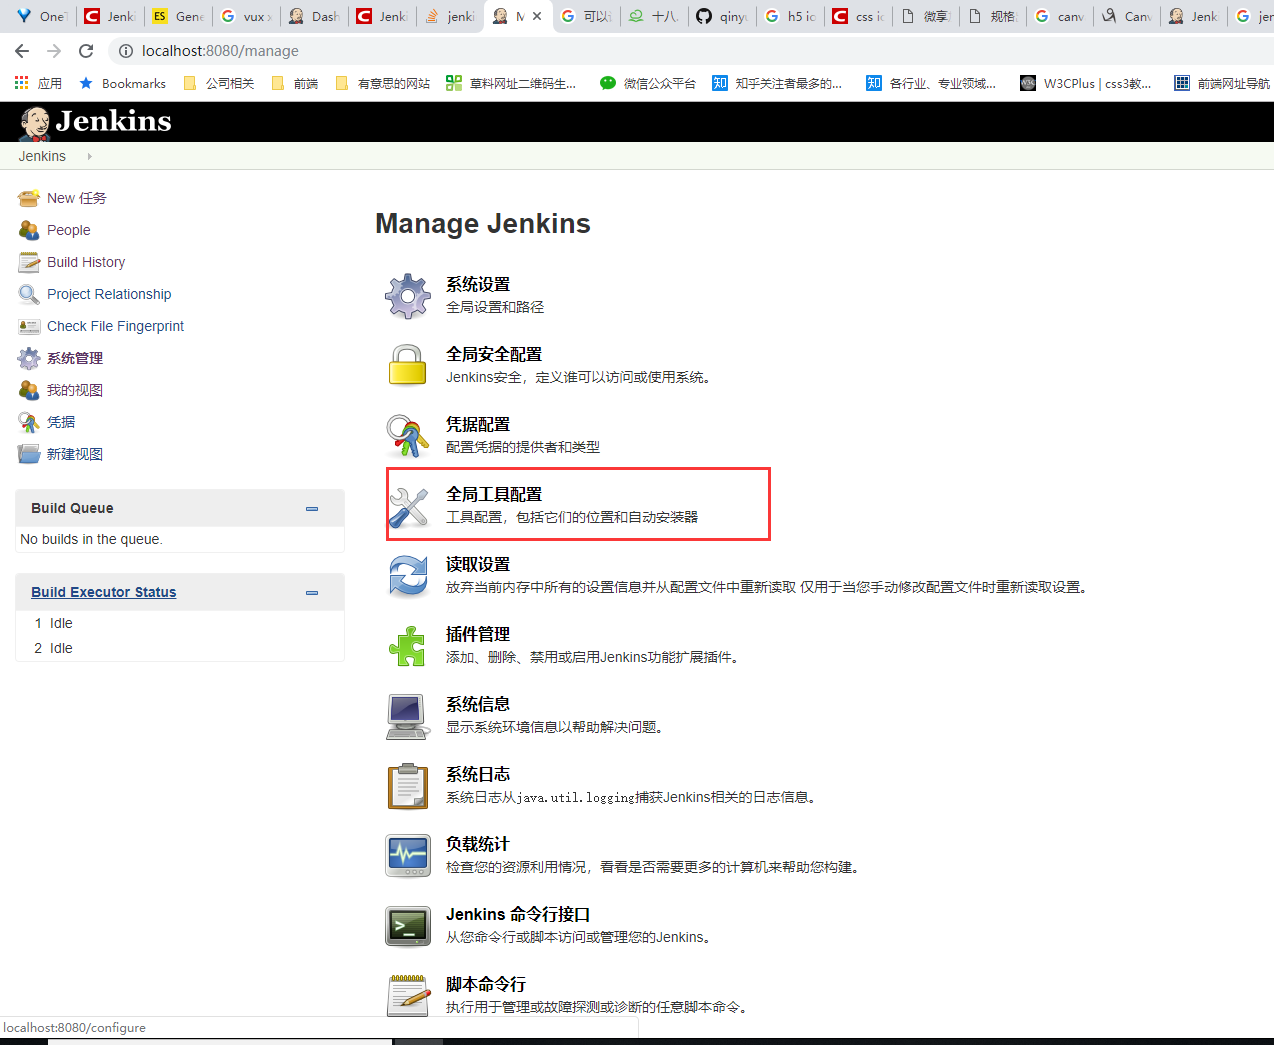 OneT
Jenki
ES Gene
vux x
Dash
Jenki
jenki
M
可以
十八
qinyu
h5 ic
css ic
微享
规格
canv
Canv
Jenk
jen
localhost:8080/manage
应用
Bookmarks
公司相关
前端
有意思的网站
草料网址二维码生...
微信公众平台
知 知乎关注者最多的...
知 各行业、专业领域...
W3CPlus | css3教...
前端网址导航
Jenkins
Jenkins
New 任务
People
Build History
Project Relationship
Check File Fingerprint
系统管理
我的视图
凭据
新建视图
Build Queue
No builds in the queue.
Build Executor Status
1 Idle
2 Idle
Manage Jenkins
系统设置
全局设置和路径
全局安全配置
Jenkins安全，定义谁可以访问或使用系统。
凭据配置
配置凭据的提供者和类型
全局工具配置
工具配置，包括它们的位置和自动安装器
读取设置
放弃当前内存中所有的设置信息并从配置文件中重新读取 仅用于当您手动修改配置文件时重新读取设置。
插件管理
添加、删除、禁用或启用Jenkins功能扩展插件。
系统信息
显示系统环境信息以帮助解决问题。
系统日志
系统日志从java.util.logging捕获Jenkins相关的日志信息。
负载统计
检查您的资源利用情况，看看是否需要更多的计算机来帮助您构建。
Jenkins 命令行接口
从您命令行或脚本访问或管理您的Jenkins。
脚本命令行
执行用于管理或故障探测或诊断的任意脚本命令。
localhost:8080/configure